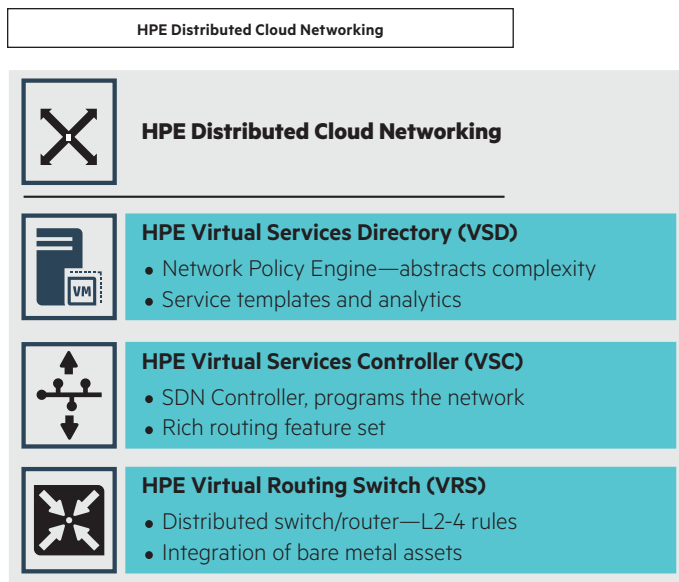 HPE Distributed Cloud Networking
HPE Distributed Cloud Networking
HPE Virtual Services Directory (VSD)
• Network Policy Engine—abstracts complexity
• Service templates and analytics
VM
HPE Virtual Services Controller (VSC)
• SDN Controller, programs the network
• Rich routing feature set
HPE Virtual Routing Switch (VRS)
• Distributed switch/router—L2-4 rules
• Integration of bare metal assets